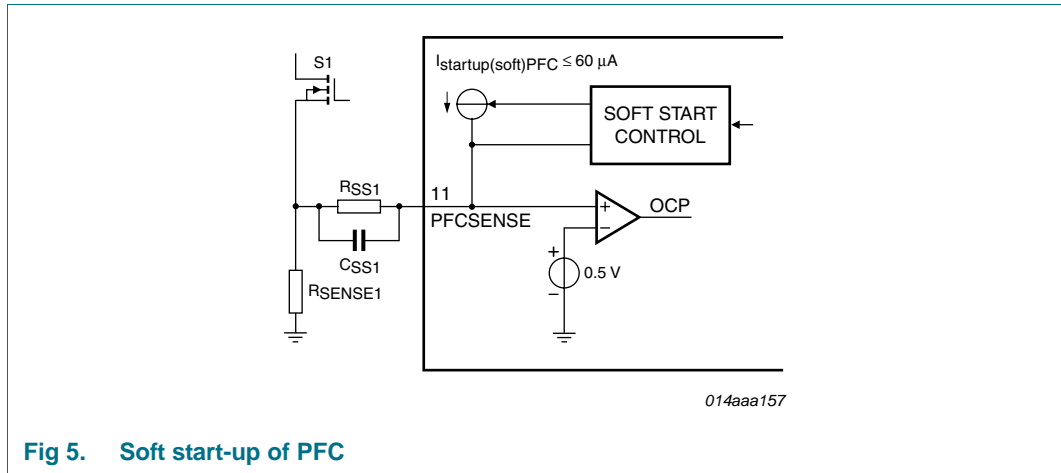 S1
Istartup(soft)PFC ≤ 60 μA
SOFT START
CONTROL
RSS1
11
PFCSENSE
CSS1
+
−
OCP
+
0.5 V
−
RSENSE1
014aaa157
Fig 5. Soft start-up of PFC